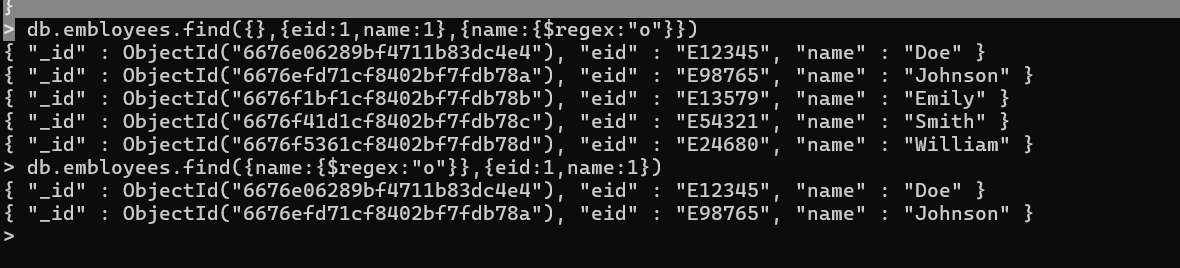 }
> db.employees.find({},{eid:1,name:1},{name:{$regex:"o"}})
{ "_id" : ObjectId("6676e06289bf4711b83dc4e4"), "eid" : "E12345", "name" : "Doe" }
{ "_id" : ObjectId("6676efd71cf8402bf7fdb78a"), "eid" : "E98765", "name" : "Johnson" }
{ "_id" : ObjectId("6676f1bf1cf8402bf7fdb78b"), "eid" : "E13579", "name" : "Emily" }
{ "_id" : ObjectId("6676f41d1cf8402bf7fdb78c"), "eid" : "E54321", "name" : "Smith" }
{ "_id" : ObjectId("6676f5361cf8402bf7fdb78d"), "eid" : "E24680", "name" : "William" }
> db.employees.find({name:{$regex:"o"}},{eid:1,name:1})
{ "_id" : ObjectId("6676e06289bf4711b83dc4e4"), "eid" : "E12345", "name" : "Doe" }
{ "_id" : ObjectId("6676efd71cf8402bf7fdb78a"), "eid" : "E98765", "name" : "Johnson" }
>